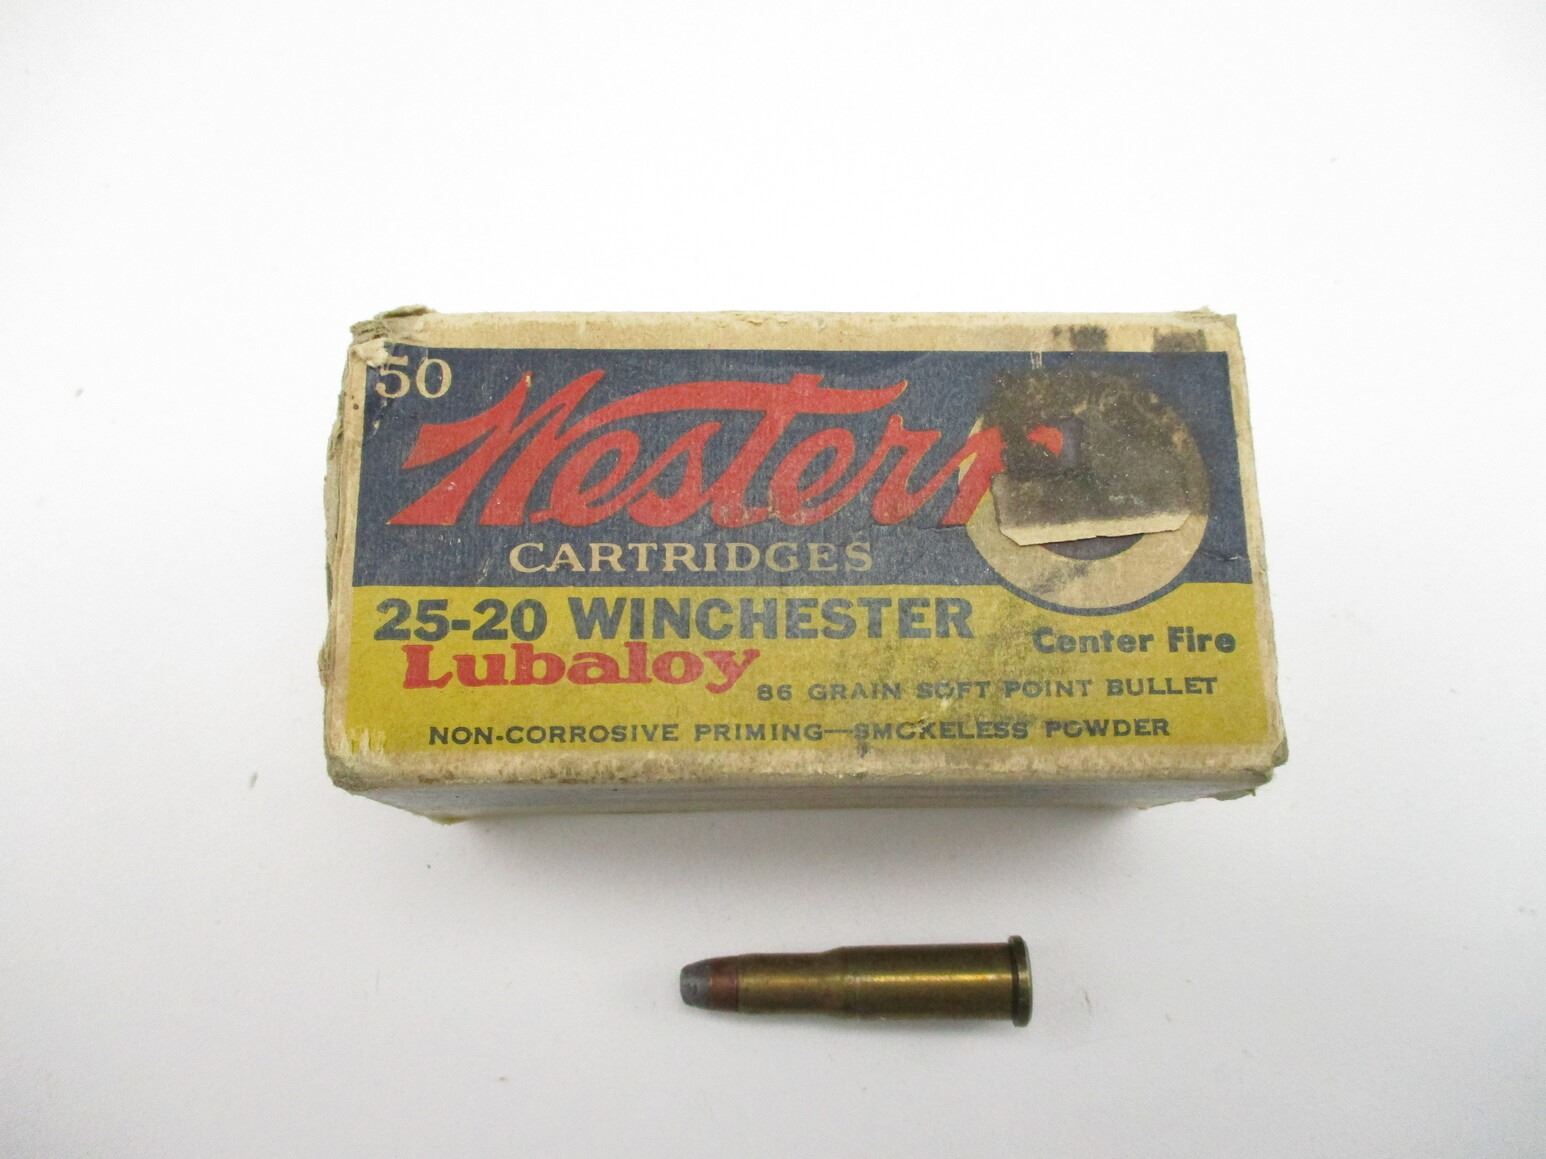 50
Western
CARTRIDGES
25-20 WINCHESTER
Center Fire
Lubaloy
86 GRAIN SOFT POINT BULLET
NON-CORROSIVE PRIMING—SMOKELESS POWDER